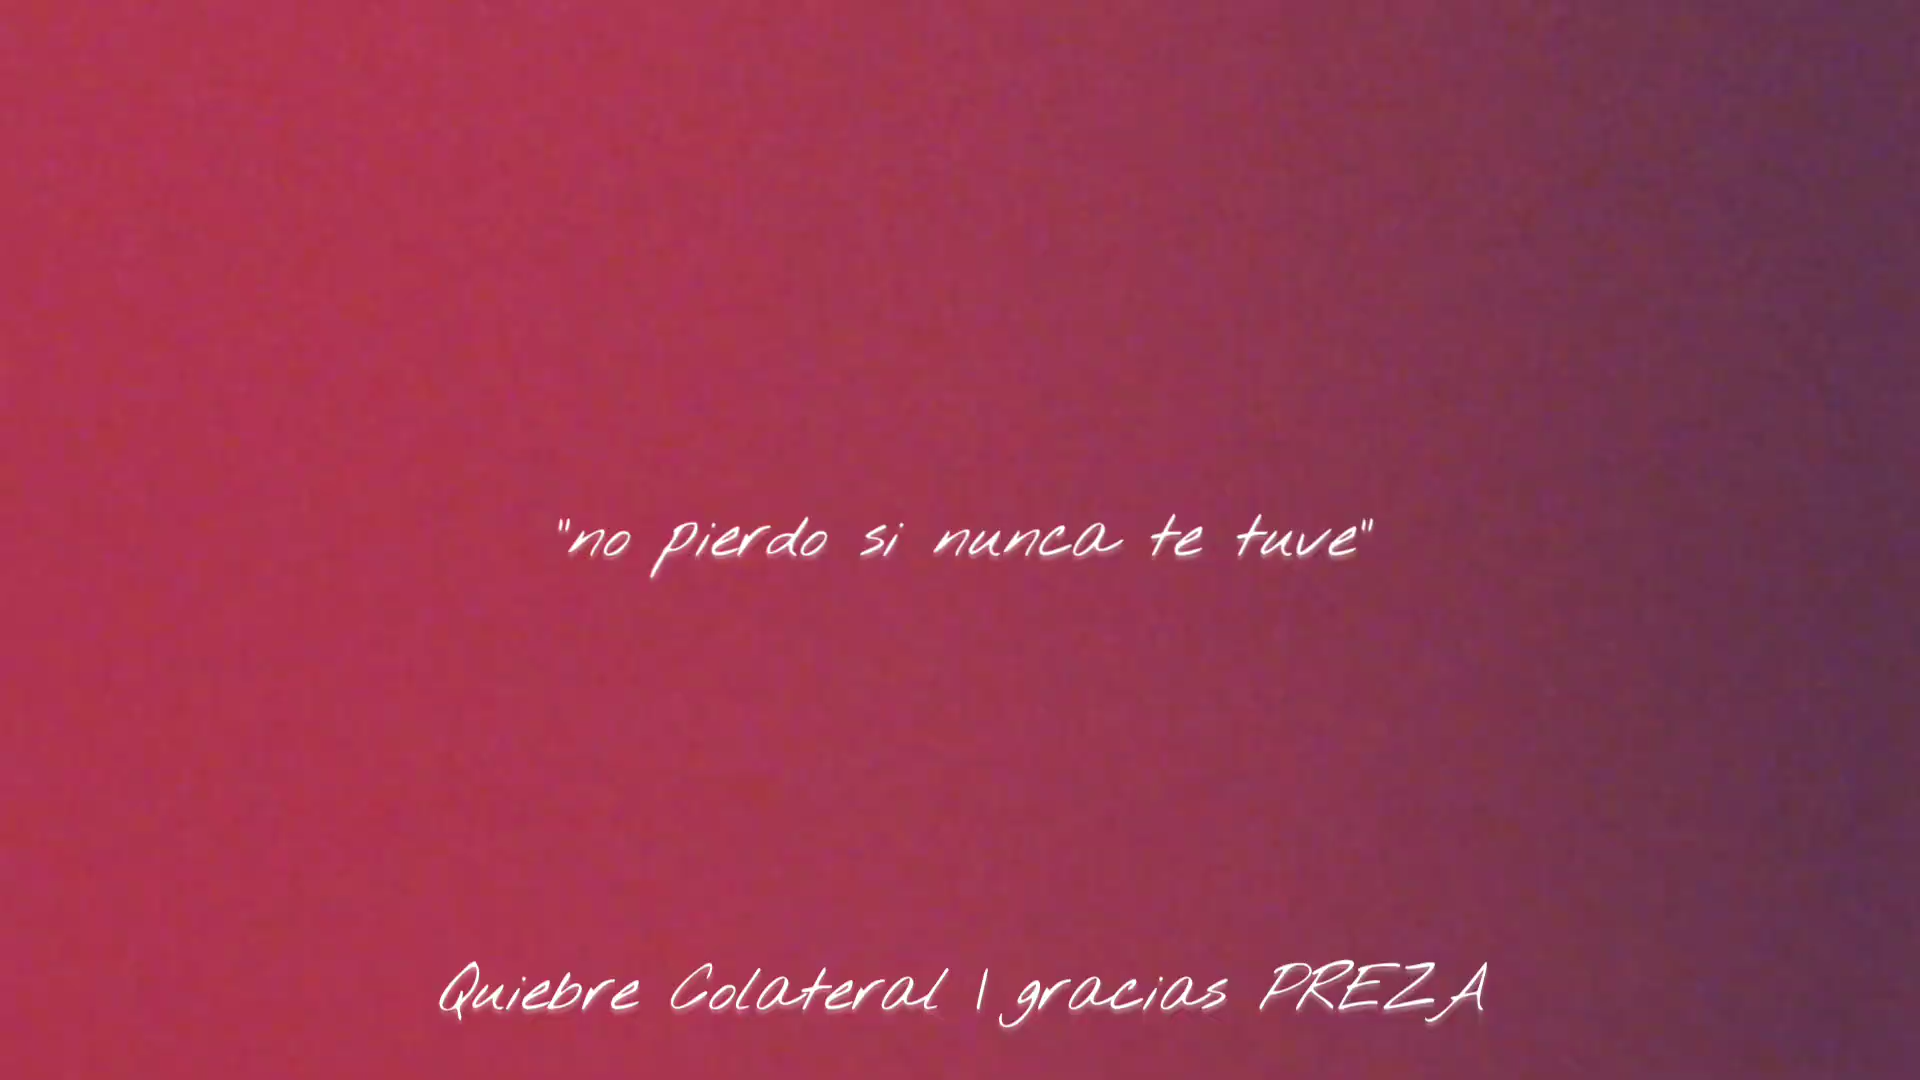 "no pierdo si nunca te tuve"
Quiebre Colateral | gracias PREZA